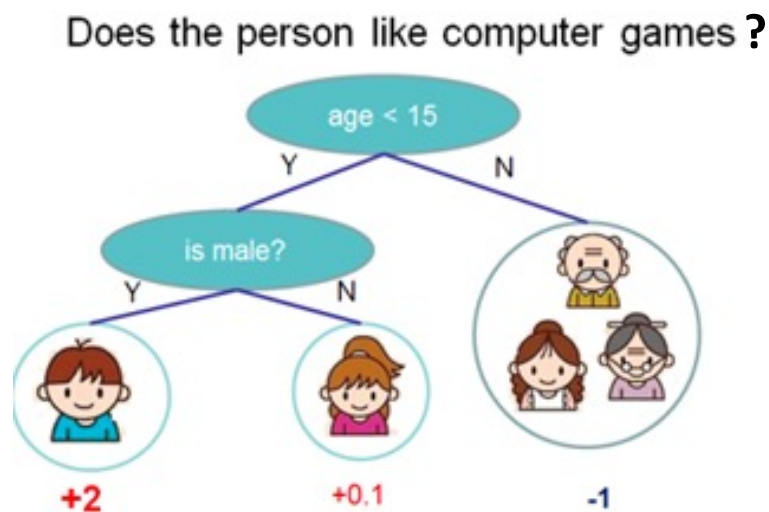 Does the person like computer games ?
age < 15
Y
N
is male?
Y
N
+2
+0.1
-1